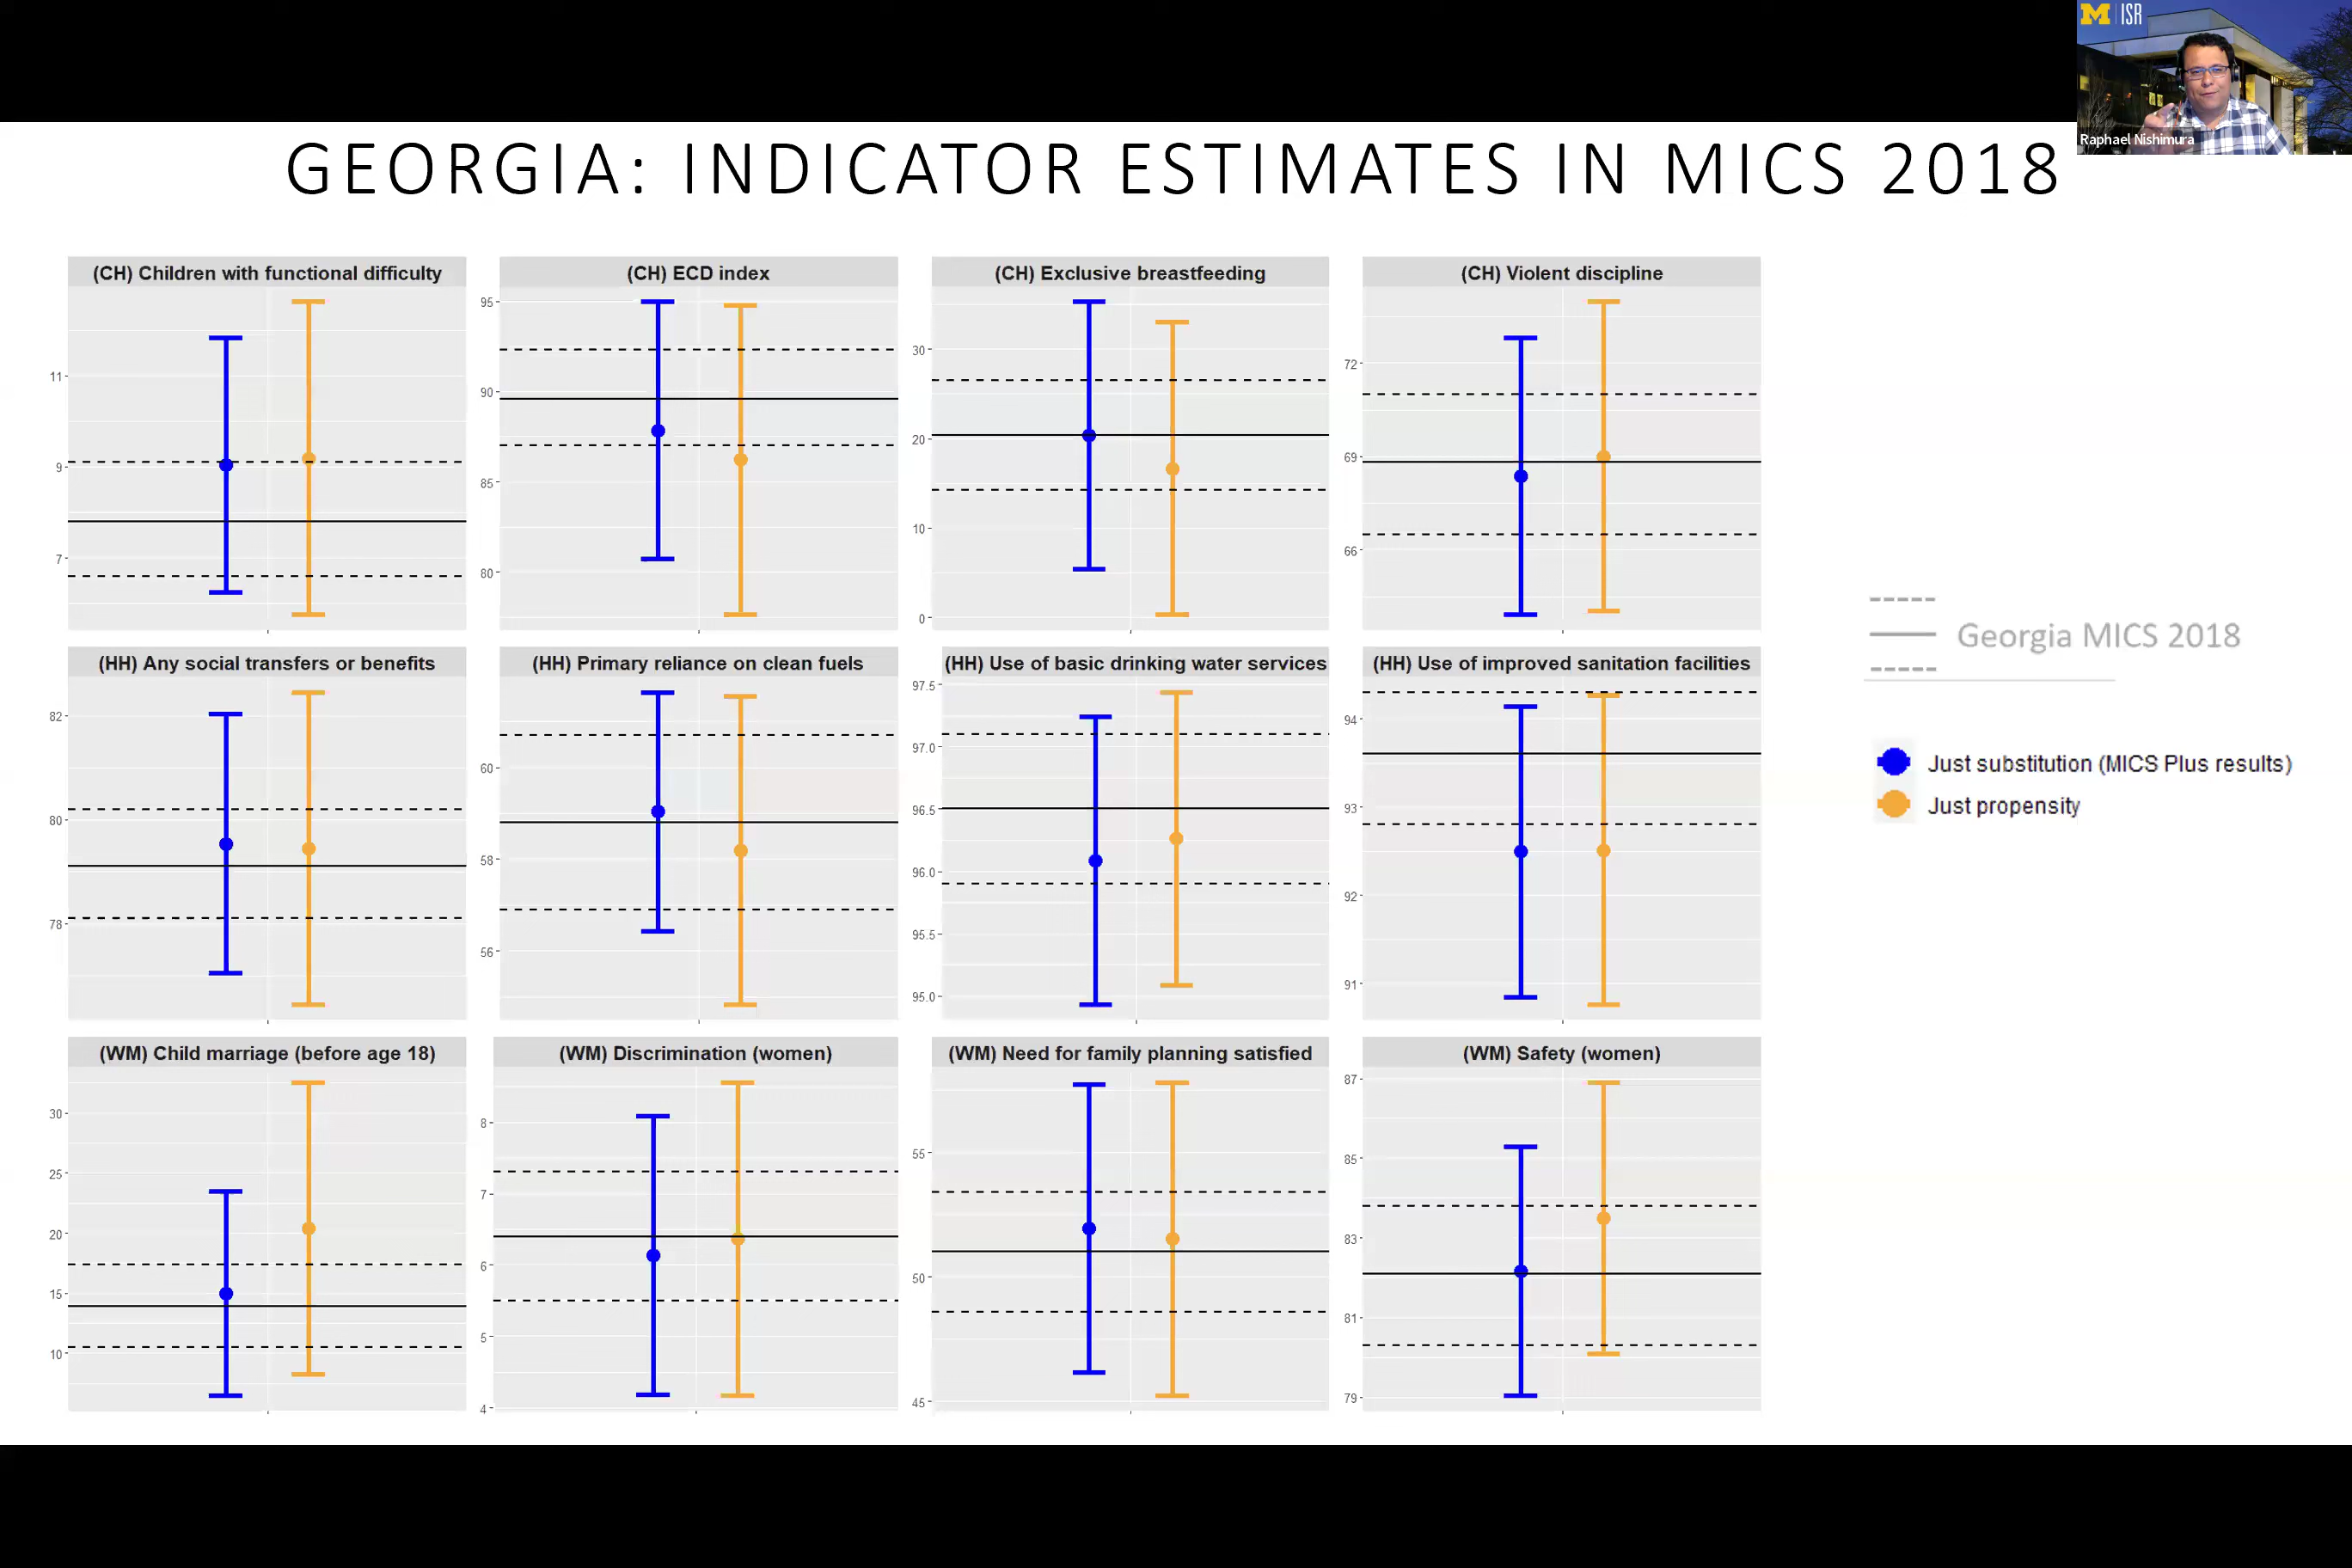 M | ISR
Raphael Nishimura
GEORGIA: INDICATOR ESTIMATES IN MICS 2018
(CH) Children with functional difficulty
11
9
7
(CH) ECD index
95
90
85
80
(CH) Exclusive breastfeeding
30
20
10
0
(CH) Violent discipline
72
69
66
(HH) Any social transfers or benefits
82
80
78
(HH) Primary reliance on clean fuels
60
58
56
(HH) Use of basic drinking water services
97.5
97.0
96.5
96.0
95.5
95.0
(HH) Use of improved sanitation facilities
94
93
92
91
(WM) Child marriage (before age 18)
30
25
20
15
10
(WM) Discrimination (women)
8
7
6
5
4
(WM) Need for family planning satisfied
55
50
45
(WM) Safety (women)
87
85
83
81
79
Georgia MICS 2018
Just substitution (MICS Plus results)
Just propensity